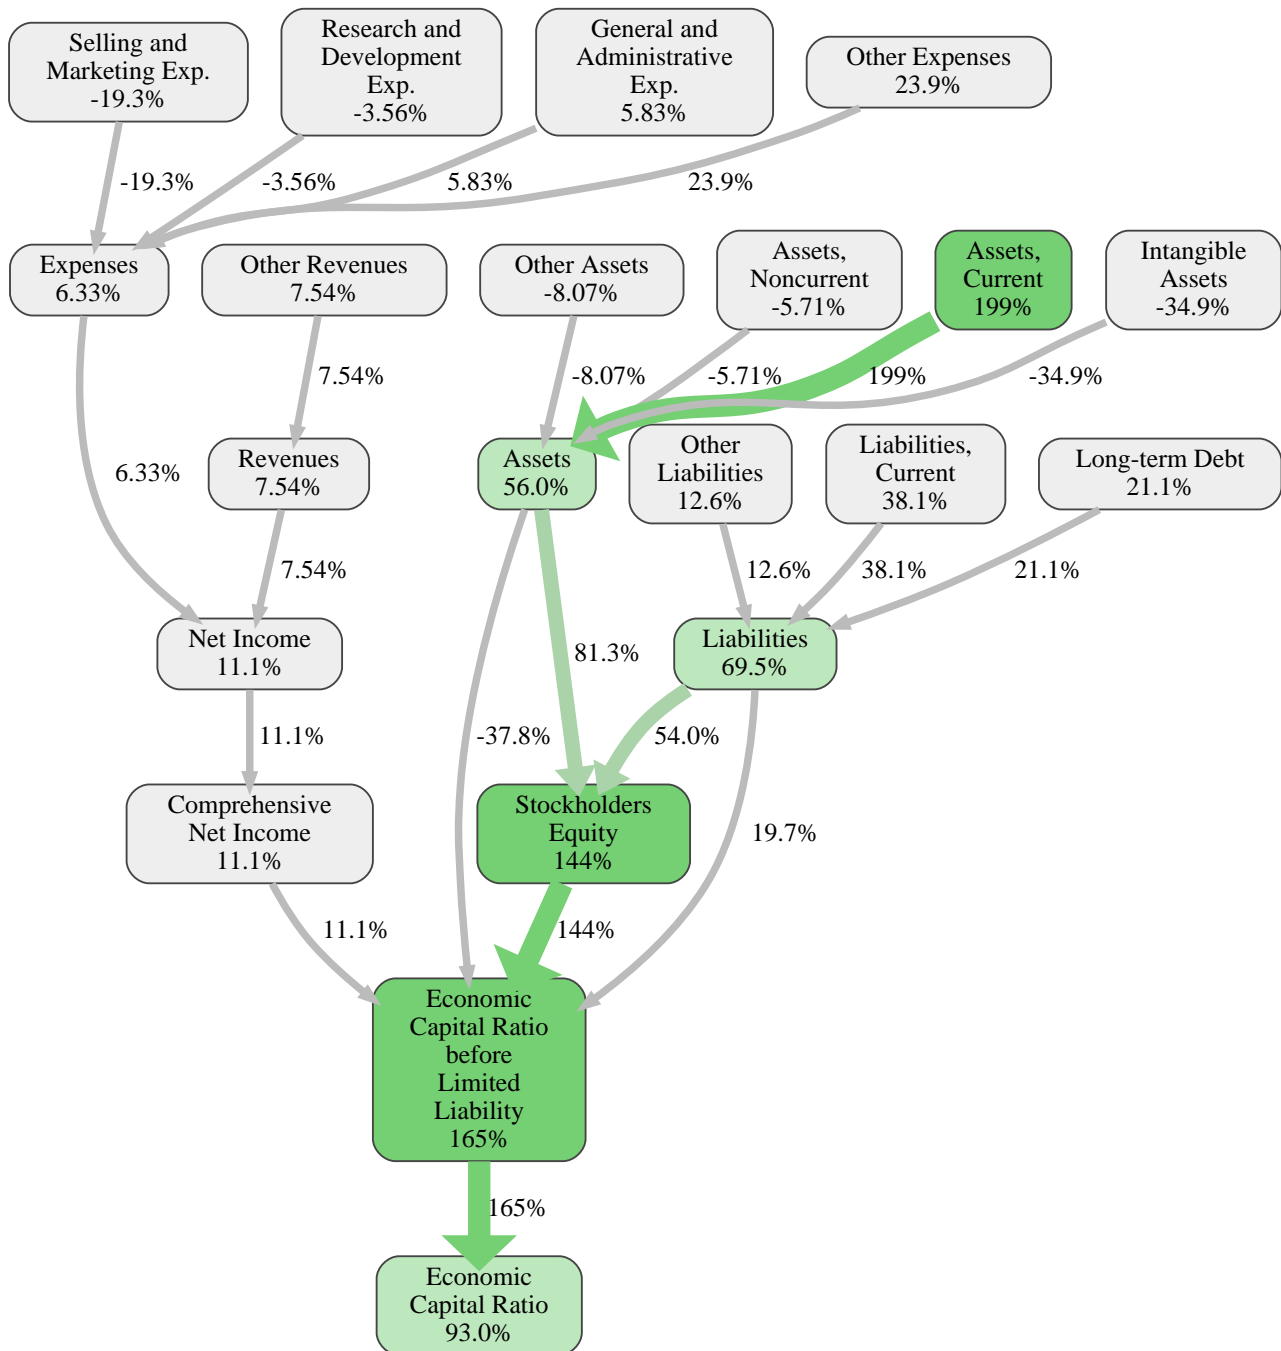 Selling and
Marketing Exp.
-19.3%
Research and
Development
Exp.
-3.56%
General and
Administrative
Exp.
5.83%
Other Expenses
23.9%
-19.3%
-3.56%
5.83%
23.9%
Expenses
6.33%
Other Revenues
7.54%
Other Assets
-8.07%
Assets,
Noncurrent
-5.71%
Assets,
Current
199%
Intangible
Assets
-34.9%
7.54%
-8.07%
-5.71%
199%
-34.9%
6.33%
Revenues
7.54%
Assets
56.0%
Other
Liabilities
12.6%
Liabilities,
Current
38.1%
Long-term Debt
21.1%
7.54%
12.6%
38.1%
21.1%
Net Income
11.1%
81.3%
Liabilities
69.5%
11.1%
-37.8%
54.0%
Comprehensive
Net Income
11.1%
Stockholders
Equity
144%
19.7%
11.1%
144%
Economic
Capital Ratio
before
Limited
Liability
165%
165%
Economic
Capital Ratio
93.0%